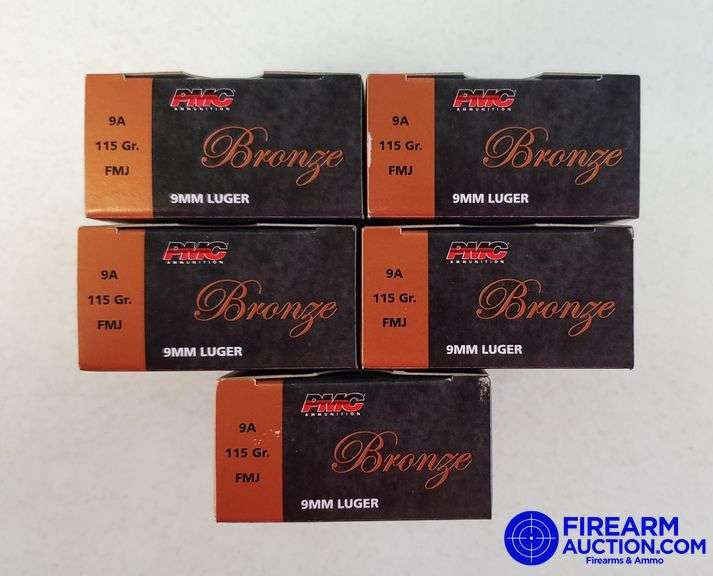 PMC
AMMUNITION
9A
115 Gr.
FMJ
Bronze
9MM LUGER
PMC
AMMUNITION
9A
115 Gr.
FMJ
Bronze
9MM LUGER
PMC
AMMUNITION
9A
115 Gr.
FMJ
Bronze
9MM LUGER
PMC
AMMUNITION
9A
115 Gr.
FMJ
Bronze
9MM LUGER
PMC
AMMUNITION
9A
115 Gr.
FMJ
Bronze
9MM LUGER
FIREARM
AUCTION.COM
Firearms & Ammo